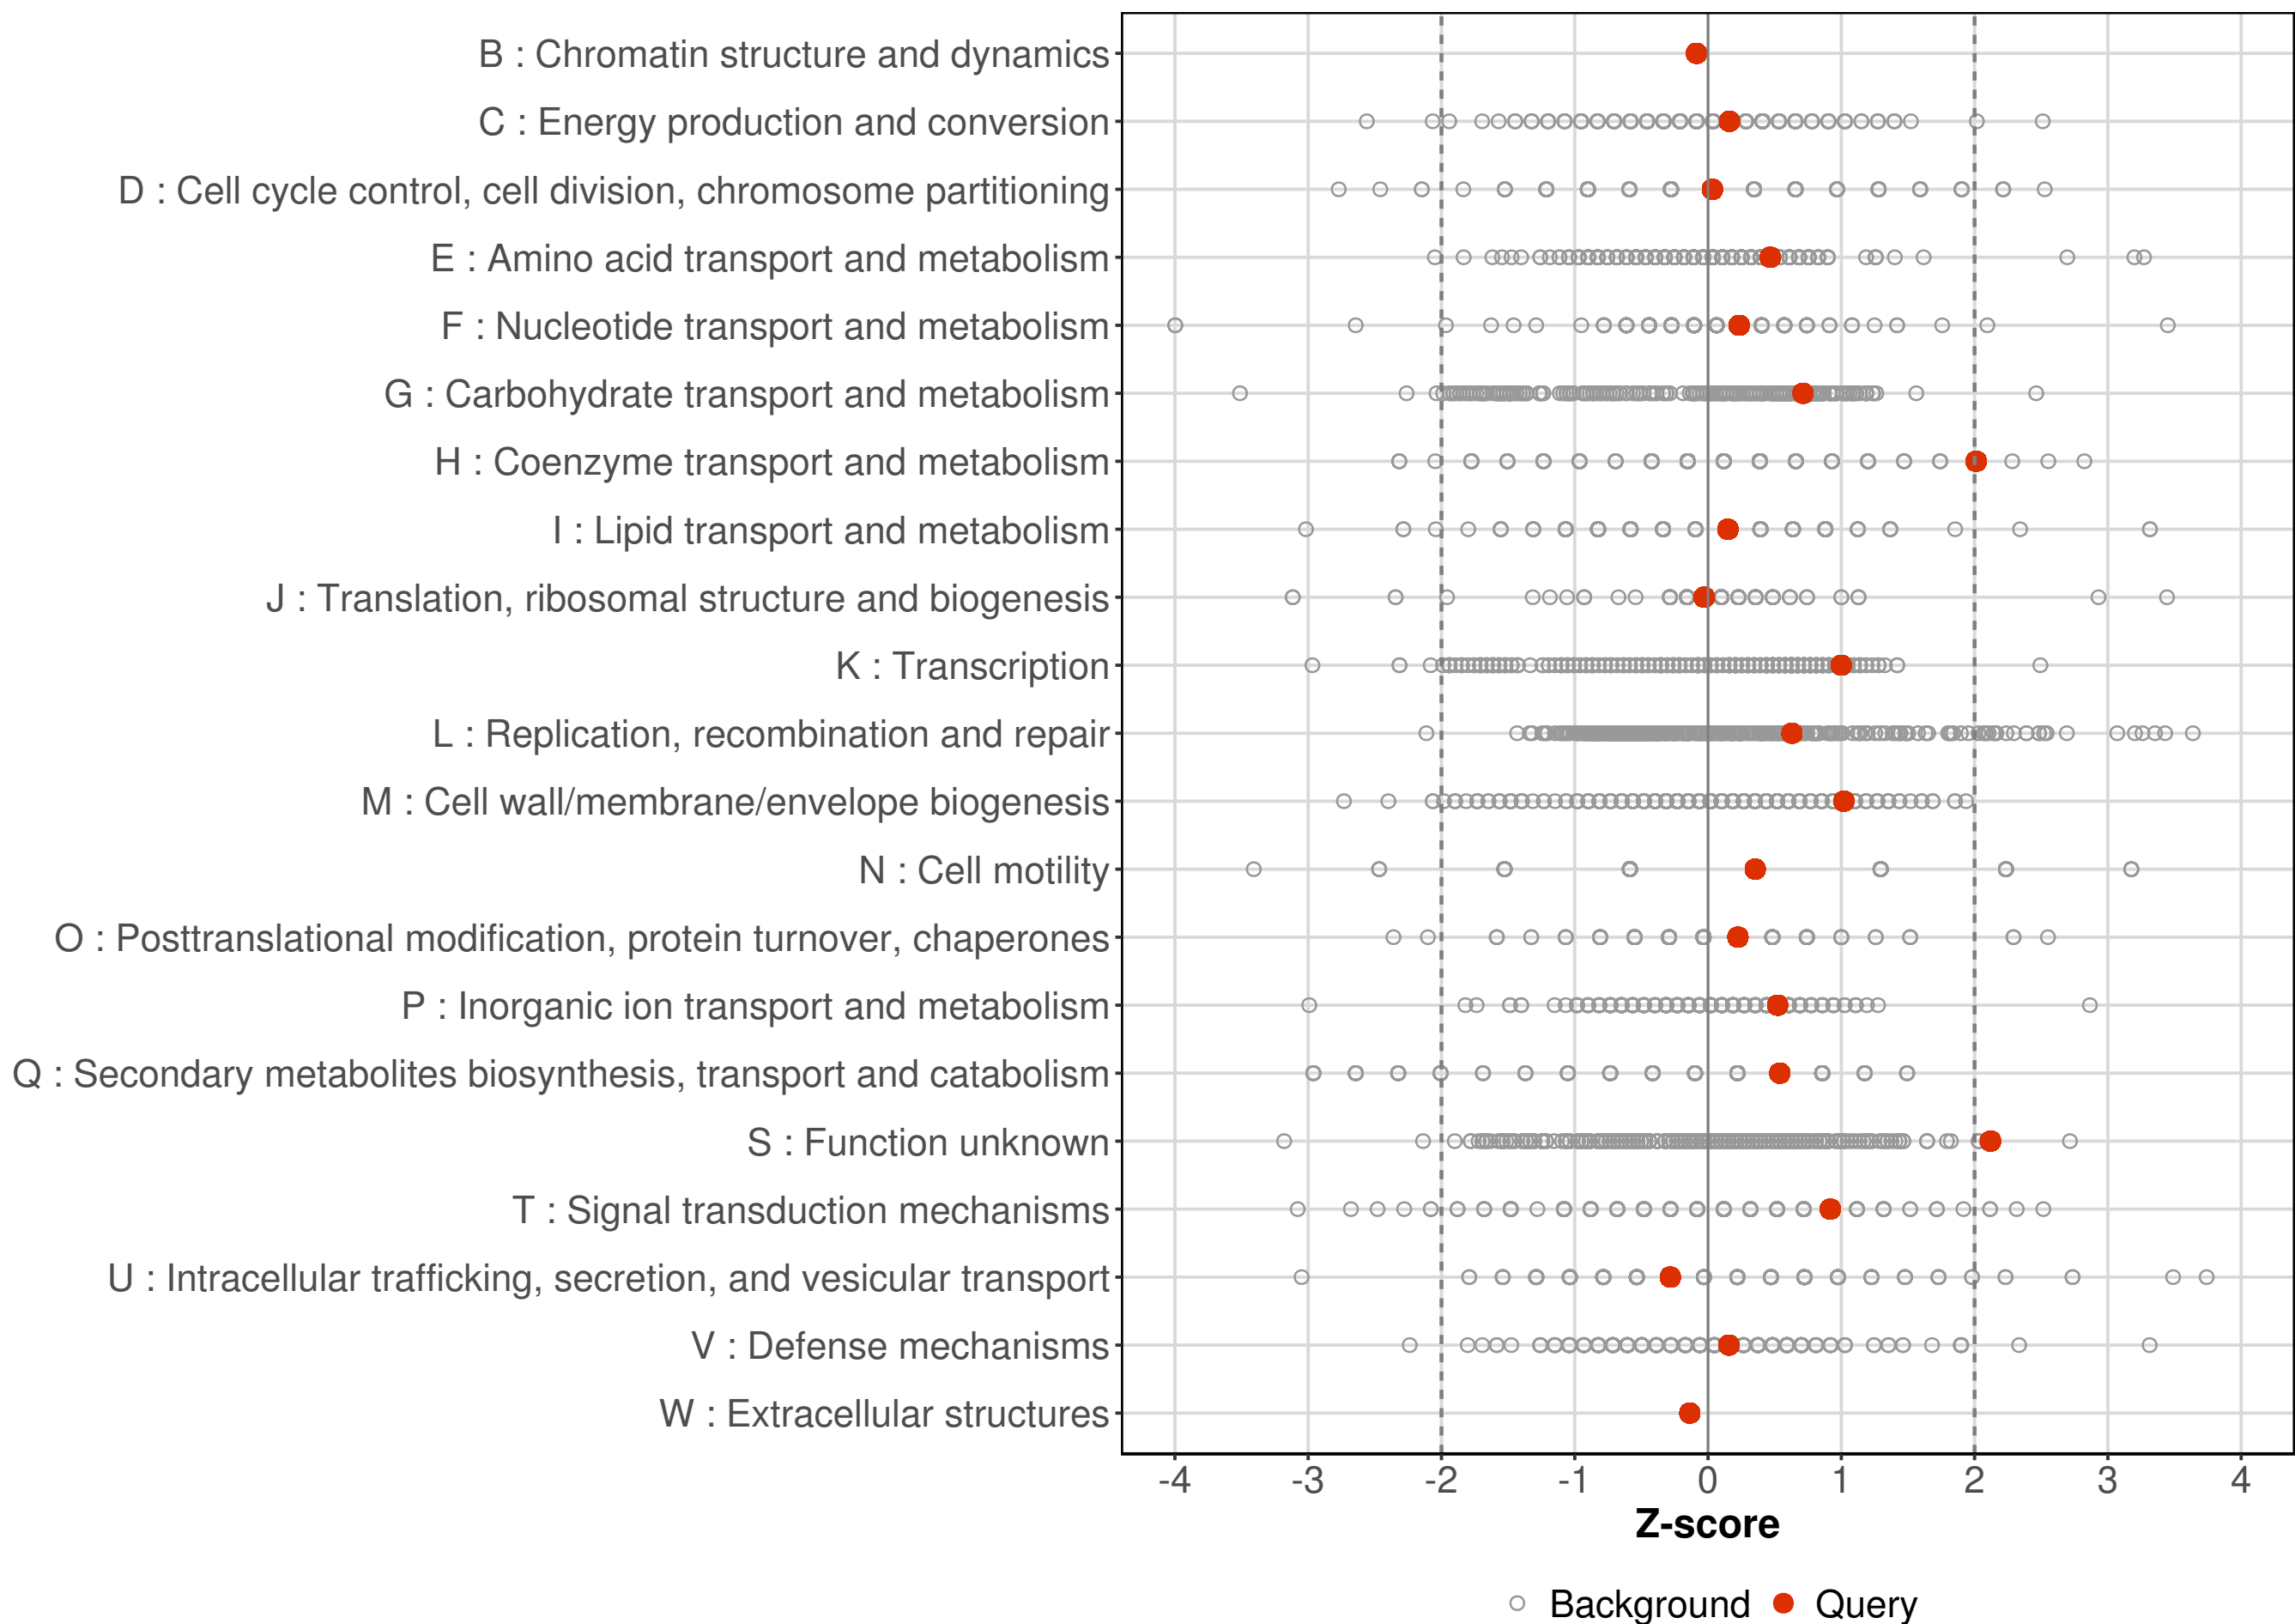 B : Chromatin structure and dynamics
C : Energy production and conversion
D : Cell cycle control, cell division, chromosome partitioning
E : Amino acid transport and metabolism
F : Nucleotide transport and metabolism
G : Carbohydrate transport and metabolism
H : Coenzyme transport and metabolism
I : Lipid transport and metabolism
J : Translation, ribosomal structure and biogenesis
K : Transcription
L : Replication, recombination and repair
M : Cell wall/membrane/envelope biogenesis
N : Cell motility
O : Posttranslational modification, protein turnover, chaperones
P : Inorganic ion transport and metabolism
Q : Secondary metabolites biosynthesis, transport and catabolism
S : Function unknown
T : Signal transduction mechanisms
U : Intracellular trafficking, secretion, and vesicular transport
V : Defense mechanisms
W : Extracellular structures
-4 -3 -2 -1 0 1 2 3 4
Z-score
Background Query